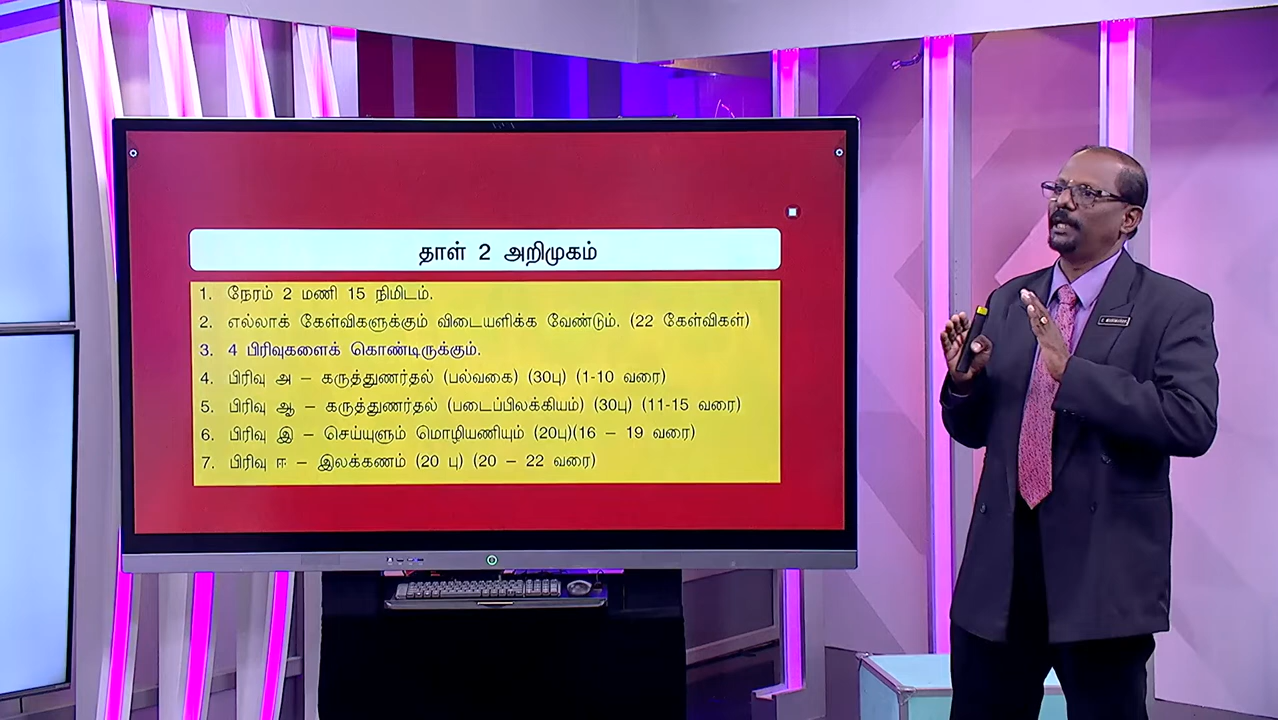 தாள் 2 அறிமுகம்
1. நேரம் 2 மணி 15 நிமிடம்.
2. எல்லாக் கேள்விகளுக்கும் விடையளிக்க வேண்டும். (22 கேள்விகள்)
3. 4 பிரிவுகளைக் கொண்டிருக்கும்.
4. பிரிவு அ – கருத்துணர்தல் (பல்வகை) (30பு) (1-10 வரை)
5. பிரிவு ஆ – கருத்துணர்தல் (படைப்பிலக்கியம்) (30பு) (11-15 வரை)
6. பிரிவு இ – செய்யுளும் மொழியணியும் (20பு)(16 – 19 வரை)
7. பிரிவு ஈ – இலக்கணம் (20 பு) (20 – 22 வரை)